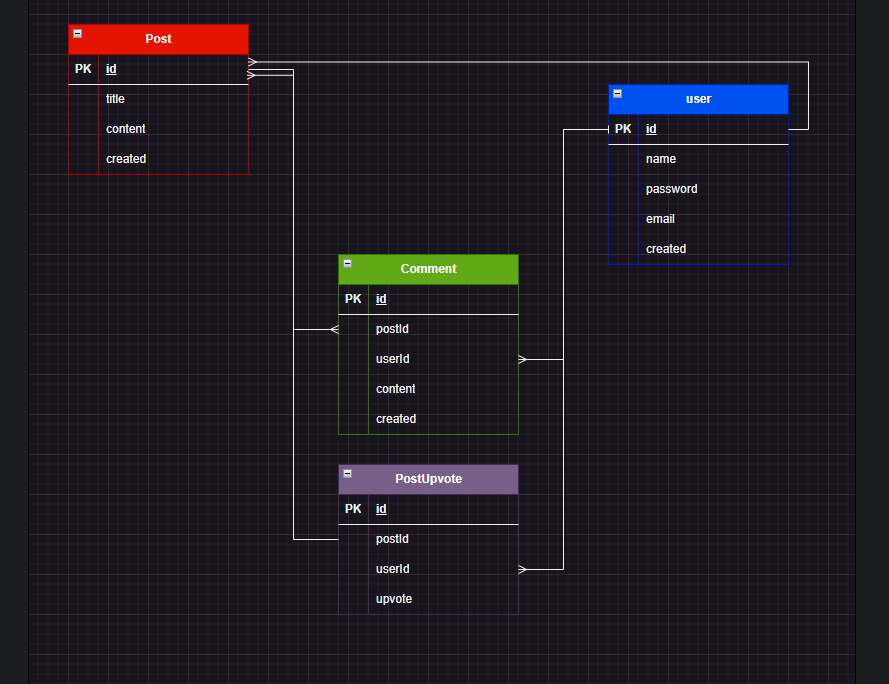 Post
PK id
title
content
created
user
PK id
name
password
email
created
Comment
PK id
postId
userId
content
created
PostUpvote
PK id
postId
userId
upvote